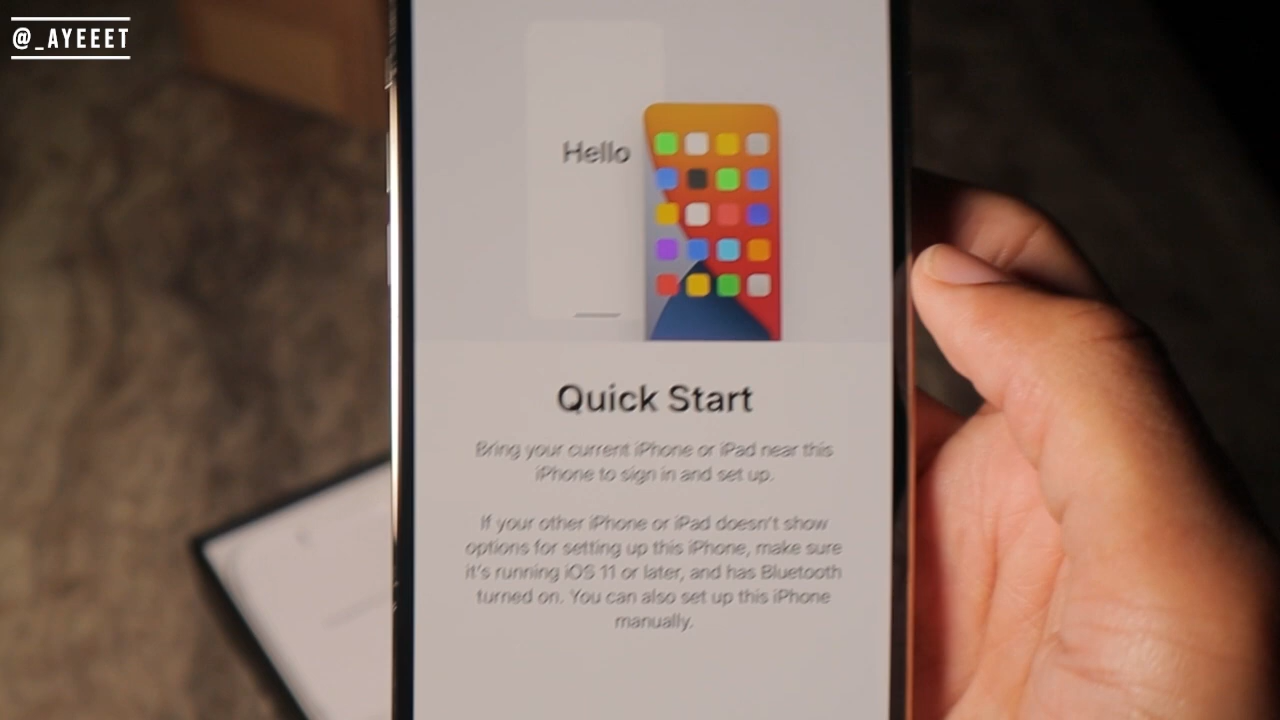 @_AYEEET
Hello
Quick Start
Bring your current iPhone or iPad near this
iPhone to sign in and set up.
If your other iPhone or iPad doesn't show
options for setting up this iPhone, make sure
it's running iOS 11 or later, and has Bluetooth
turned on. You can also set up this iPhone
manually.